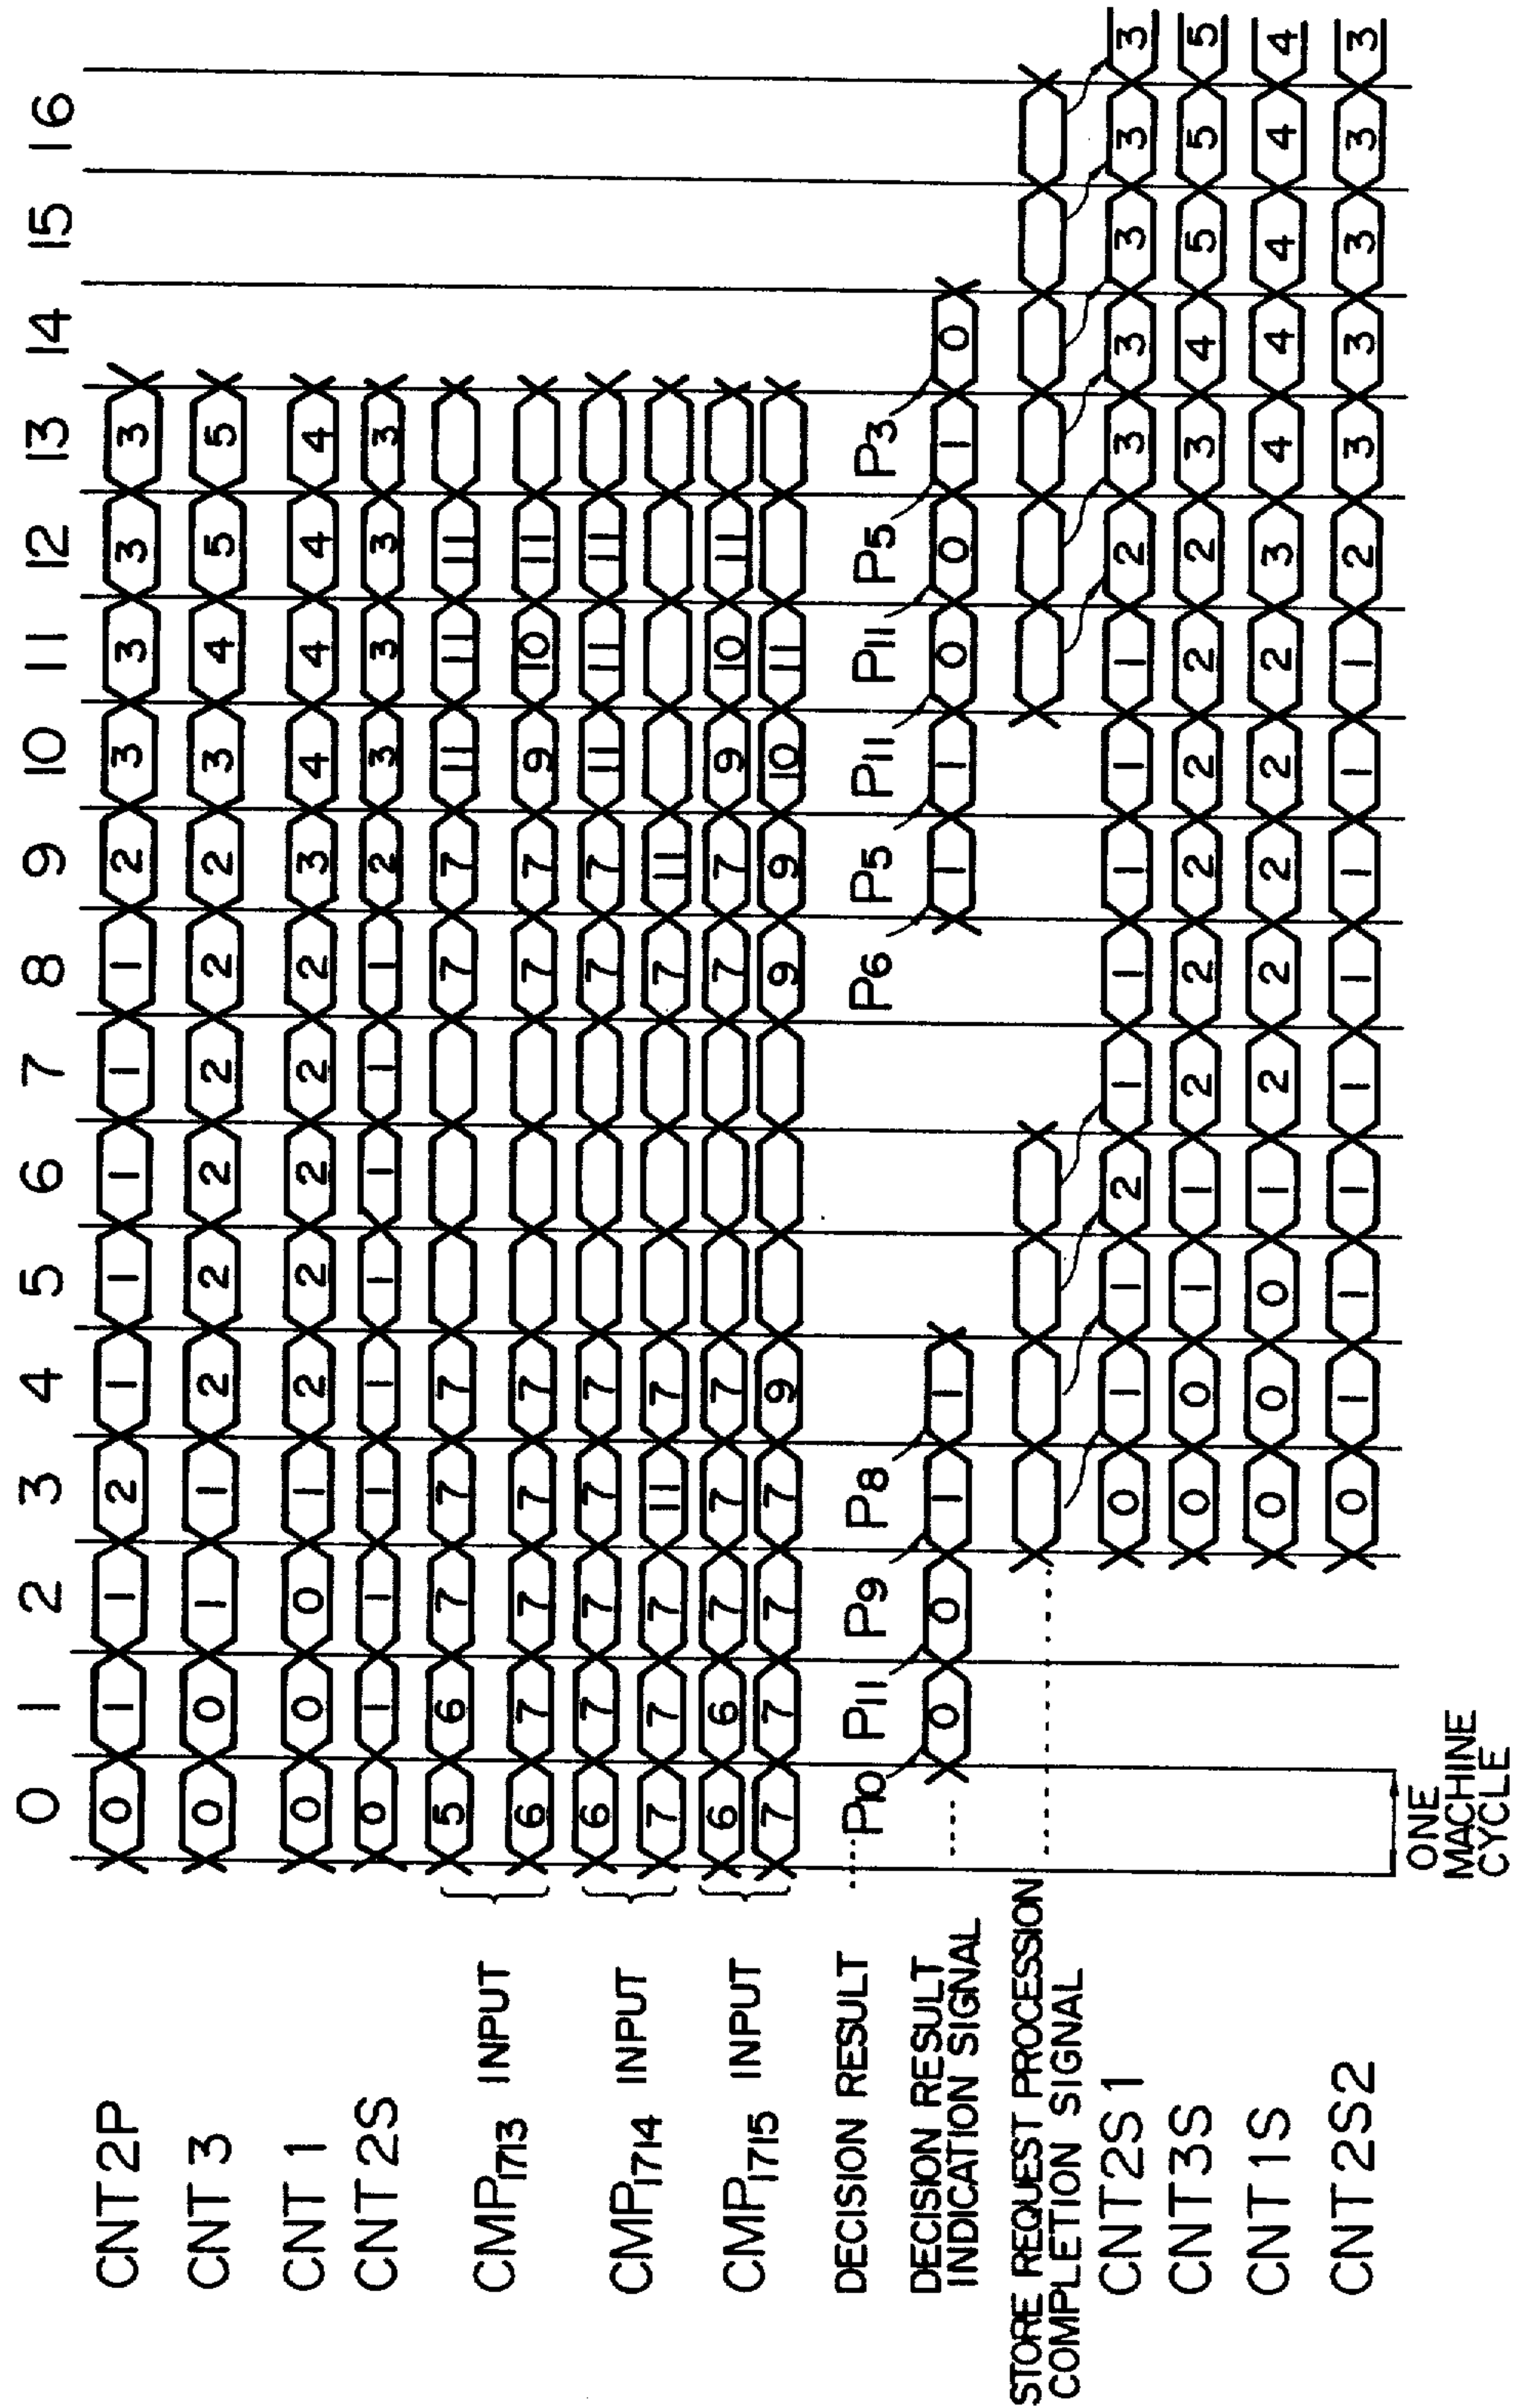 0 1 2 3 4 5 6 7 8 9 10 11 12 13 14 15 16
CNT2P 0 1 1 2 1 1 1 1 1 2 3 3 3 3
CNT3 0 0 1 1 2 2 2 2 2 2 3 4 5 5
CNT1 0 0 0 1 2 2 2 2 2 3 4 4 4 4
CNT2S 0 1 1 1 1 1 1 1 1 2 3 3 3 3
CMP1713 INPUT 5 6 7 7 7 7 7 11 11 11
6 7 7 7 7 7 7 9 10 11
CMP1714 INPUT 6 7 7 7 7 7 7 11 11 11
7 7 7 11 7 7 11
CMP1715 INPUT 6 6 7 7 7 7 7 9 10 11
7 7 7 7 9 9 9 10 11
DECISION RESULT ..... P10 P11 P9 P8 P6 P5 P11 P11 P5 P3
DECISION RESULT
INDICATION SIGNAL ..... 0 0 1 1 1 1 0 0 1 0
STORE REQUEST PROCESSION
COMPLETION SIGNAL
CNT2S1 0 1 1 2 1 1 1 1 1 2 3 3 3 3 3
CNT3S 0 0 1 1 2 2 2 2 2 2 3 4 5 5 5
CNT1S 0 0 0 1 2 2 2 2 2 3 4 4 4 4 4
CNT2S2 0 1 1 1 1 1 1 1 1 2 3 3 3 3 3
ONE
MACHINE
CYCLE